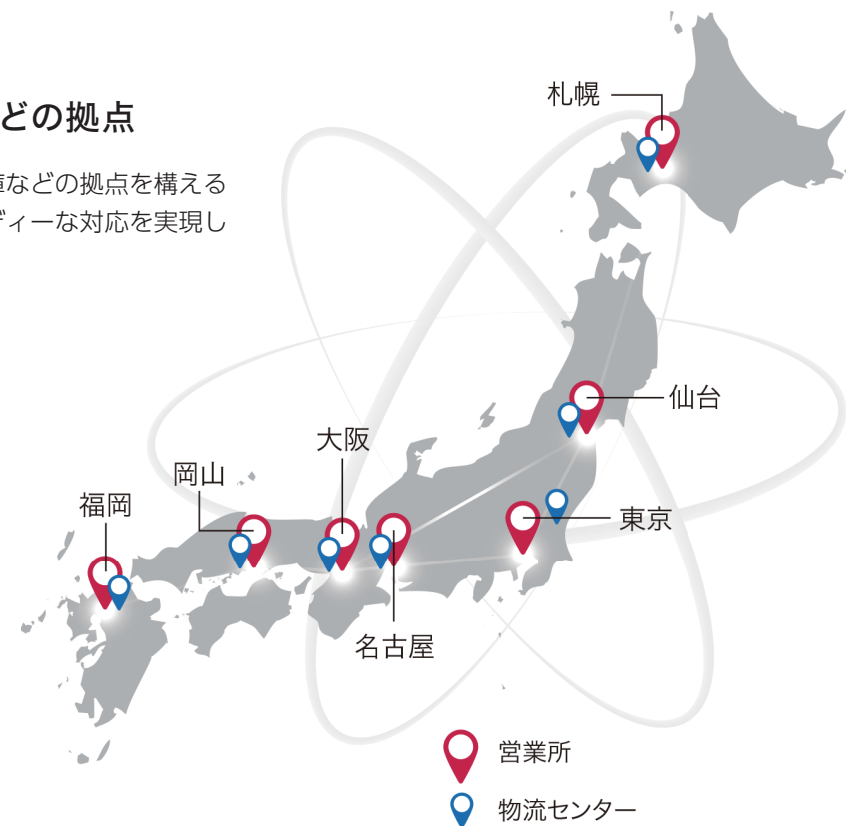 どの拠点
庫などの拠点を構える
ディーな対応を実現し
札幌
仙台
大阪
岡山
福岡
東京
名古屋
営業所
物流センター